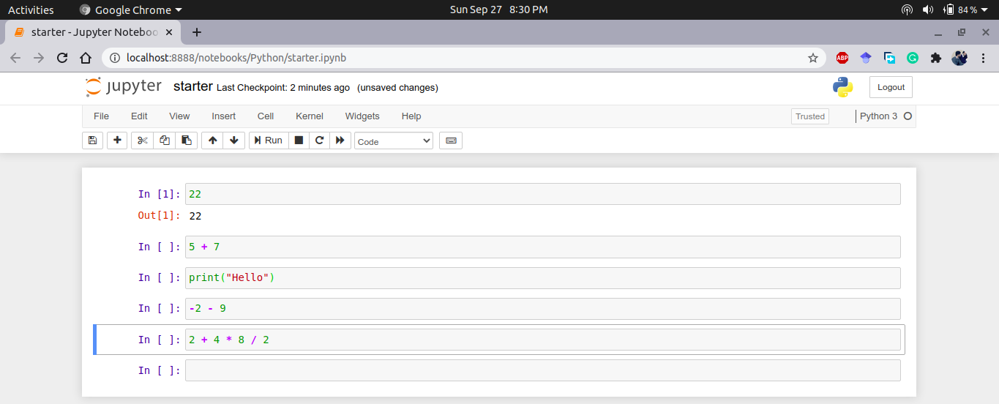 Activities Google Chrome Sun Sep 27 8:30 PM 84 %
starter - Jupyter Noteboo
localhost:8888/notebooks/Python/starter.ipynb ABP
jupyter starter Last Checkpoint: 2 minutes ago (unsaved changes) Logout
File Edit View Insert Cell Kernel Widgets Help Trusted Python 3
Run Code
In [1]: 22
Out[1]: 22
In [ ]: 5 + 7
In [ ]: print("Hello")
In [ ]: -2 - 9
In [ ]: 2 + 4 * 8 / 2
In [ ]: